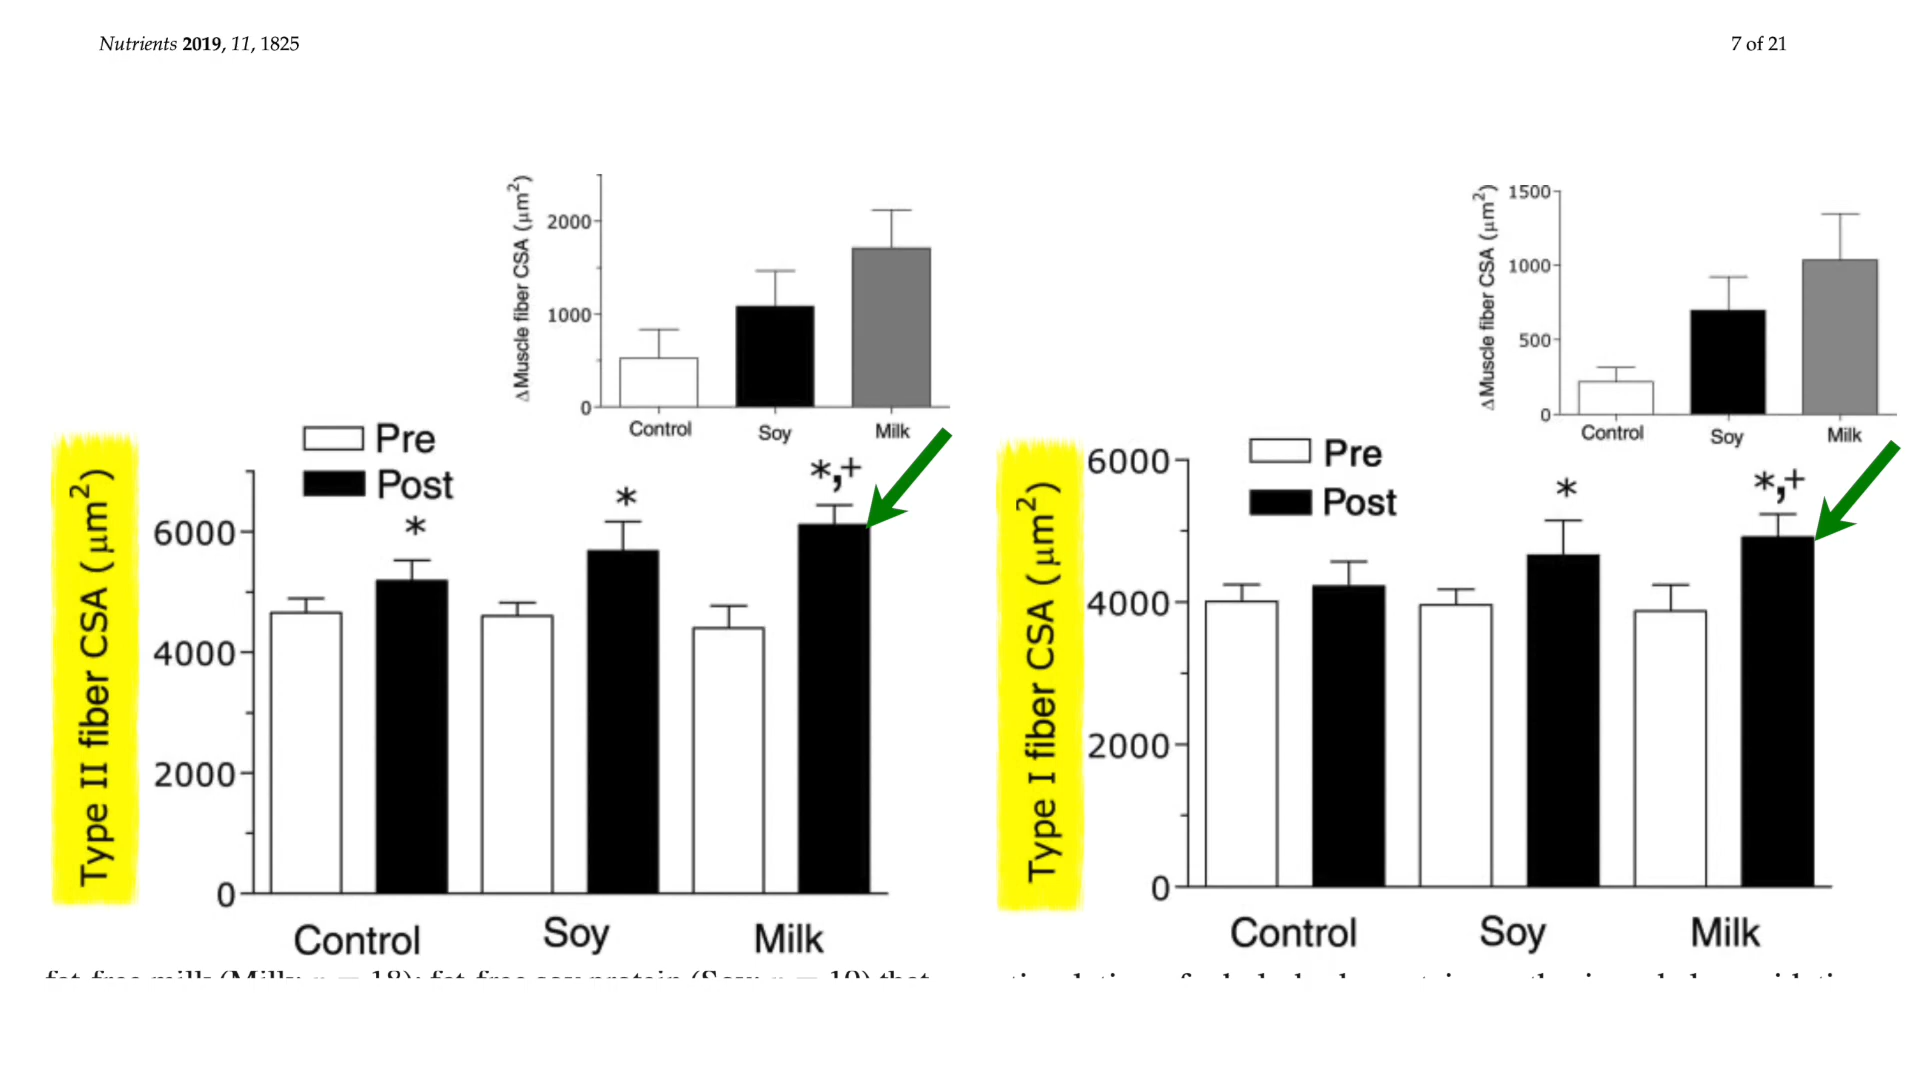 Nutrients 2019, 11, 1825
7 of 21
ΔMuscle fiber CSA (μm²)
2000
1000
0
Control
Soy
Milk
ΔMuscle fiber CSA (μm²)
1500
1000
500
0
Control
Soy
Milk
Type II fiber CSA (μm²)
Pre
Post
6000
4000
2000
0
*
*
*,+
Control
Soy
Milk
Type I fiber CSA (μm²)
Pre
Post
6000
4000
2000
0
*
*,+
Control
Soy
Milk